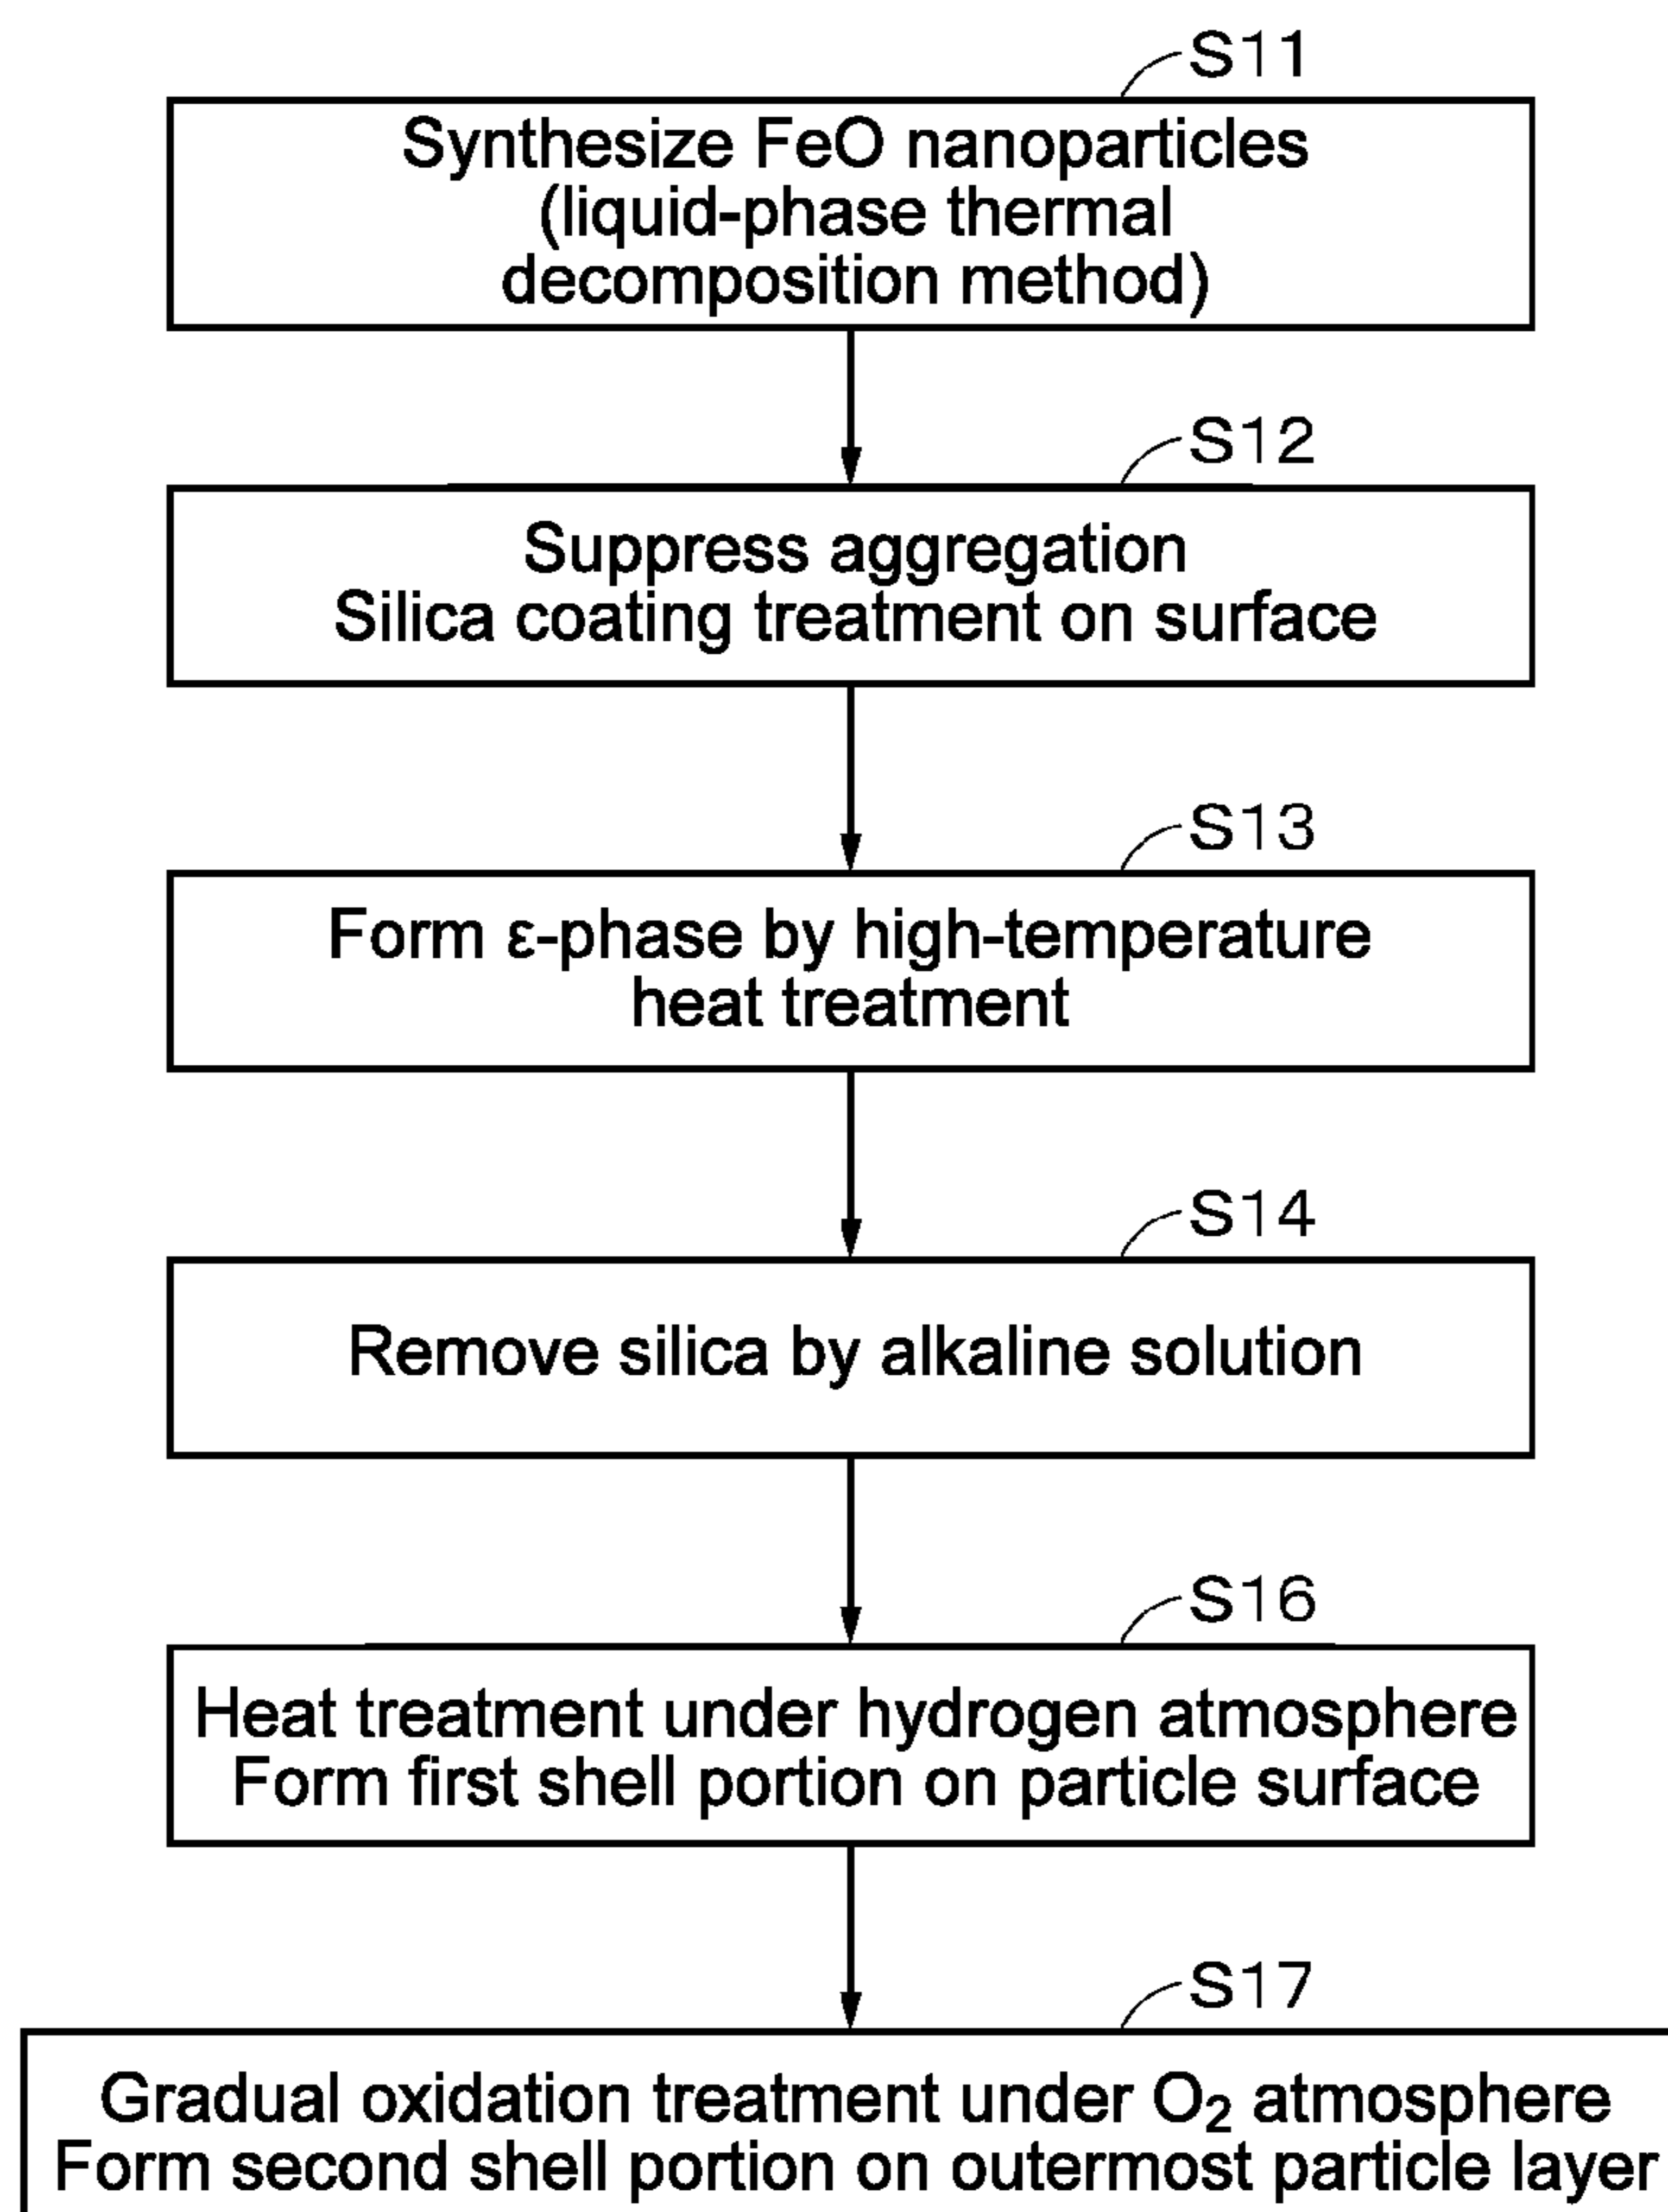 S11
Synthesize FeO nanoparticles
(liquid-phase thermal
decomposition method)
S12
Suppress aggregation
Silica coating treatment on surface
S13
Form ε-phase by high-temperature
heat treatment
S14
Remove silica by alkaline solution
S16
Heat treatment under hydrogen atmosphere
Form first shell portion on particle surface
S17
Gradual oxidation treatment under O₂ atmosphere
Form second shell portion on outermost particle layer